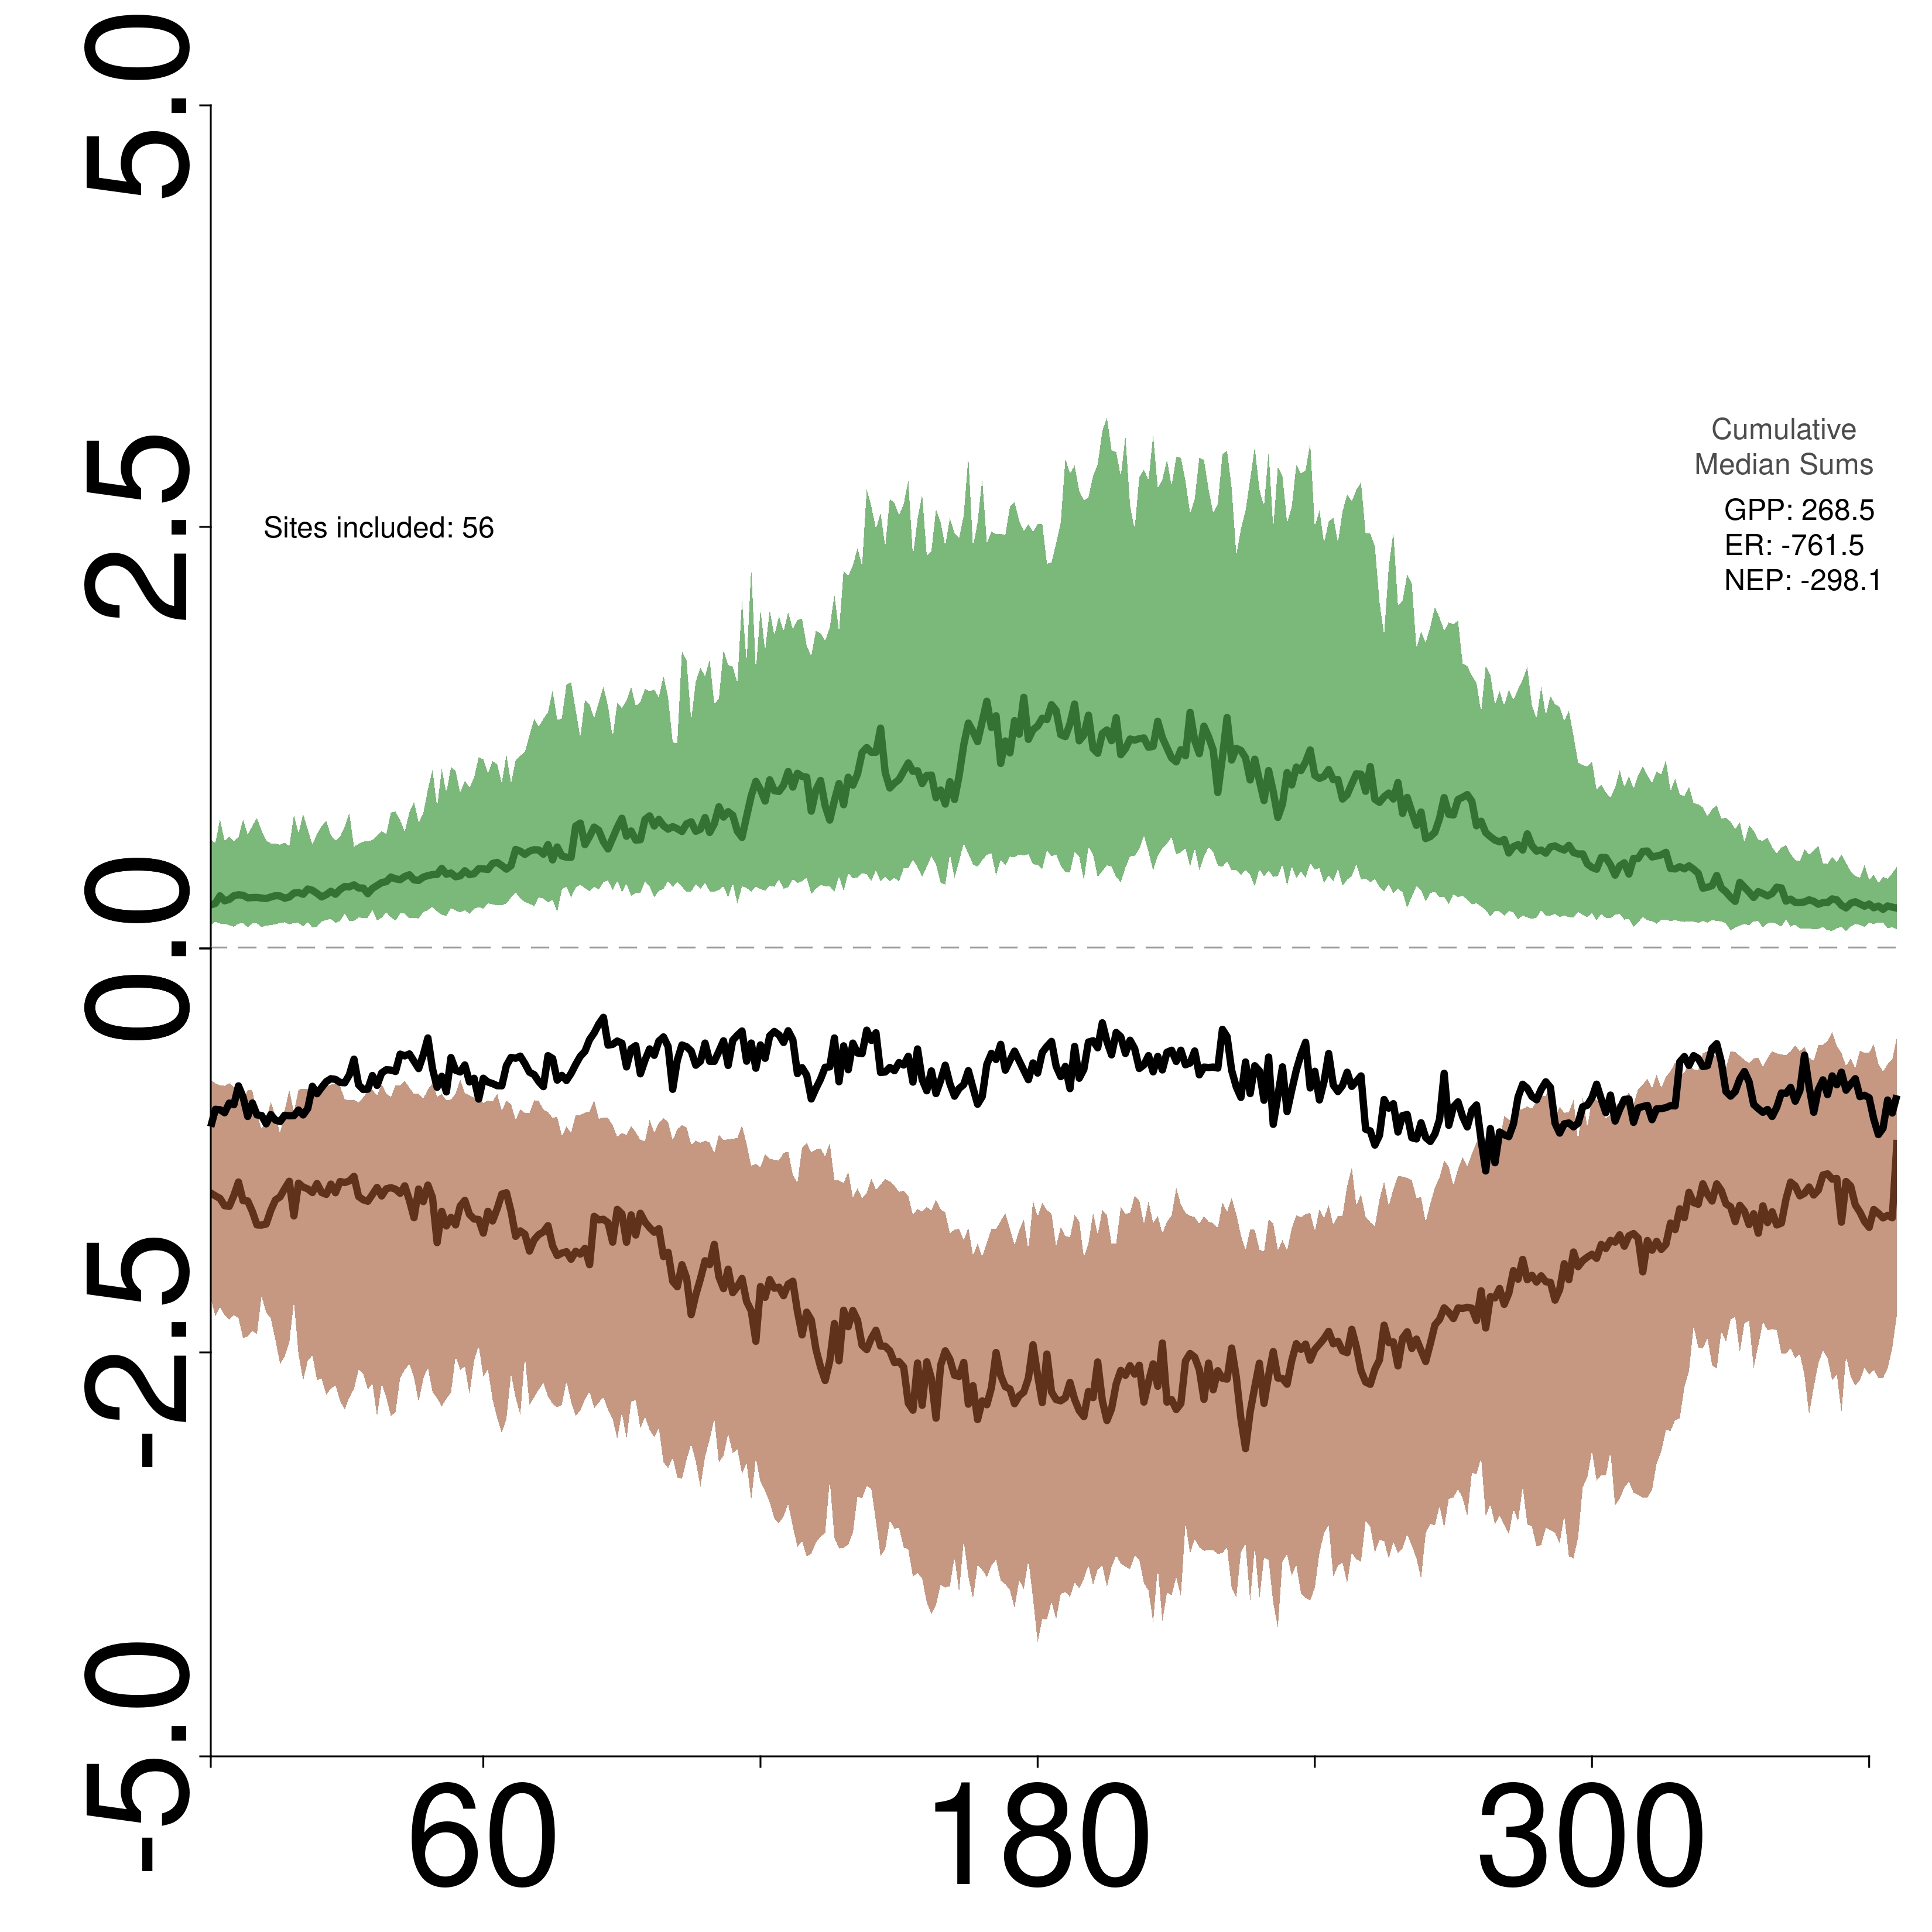 5.0
2.5
0.0
-2.5
-5.0
Sites included: 56
Cumulative
Median Sums
GPP: 268.5
ER: -761.5
NEP: -298.1
60
180
300